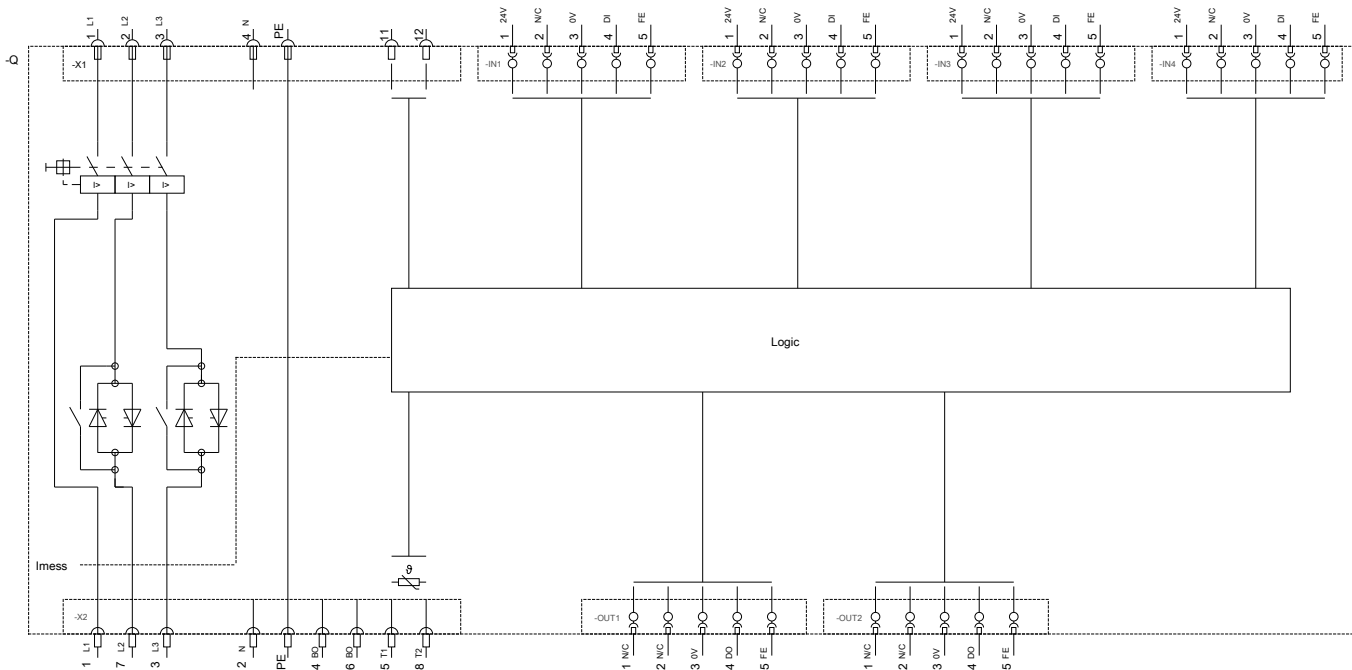 -Q
1 L1
2 L2
3 L3
4 N
PE
11
12
-X1
1 24V
2 N/C
3 0V
4 DI
5 FE
-IN1
1 24V
2 N/C
3 0V
4 DI
5 FE
-IN2
1 24V
2 N/C
3 0V
4 DI
5 FE
-IN3
1 24V
2 N/C
3 0V
4 DI
5 FE
-IN4
I>
I>
I>
Logic
Imess
ϑ
-X2
1 L1
7 L2
3 L3
2 N
PE
4 BO
6 BO
5 T1
8 T2
-OUT1
1 N/C
2 N/C
3 0V
4 DO
5 FE
-OUT2
1 N/C
2 N/C
3 0V
4 DO
5 FE